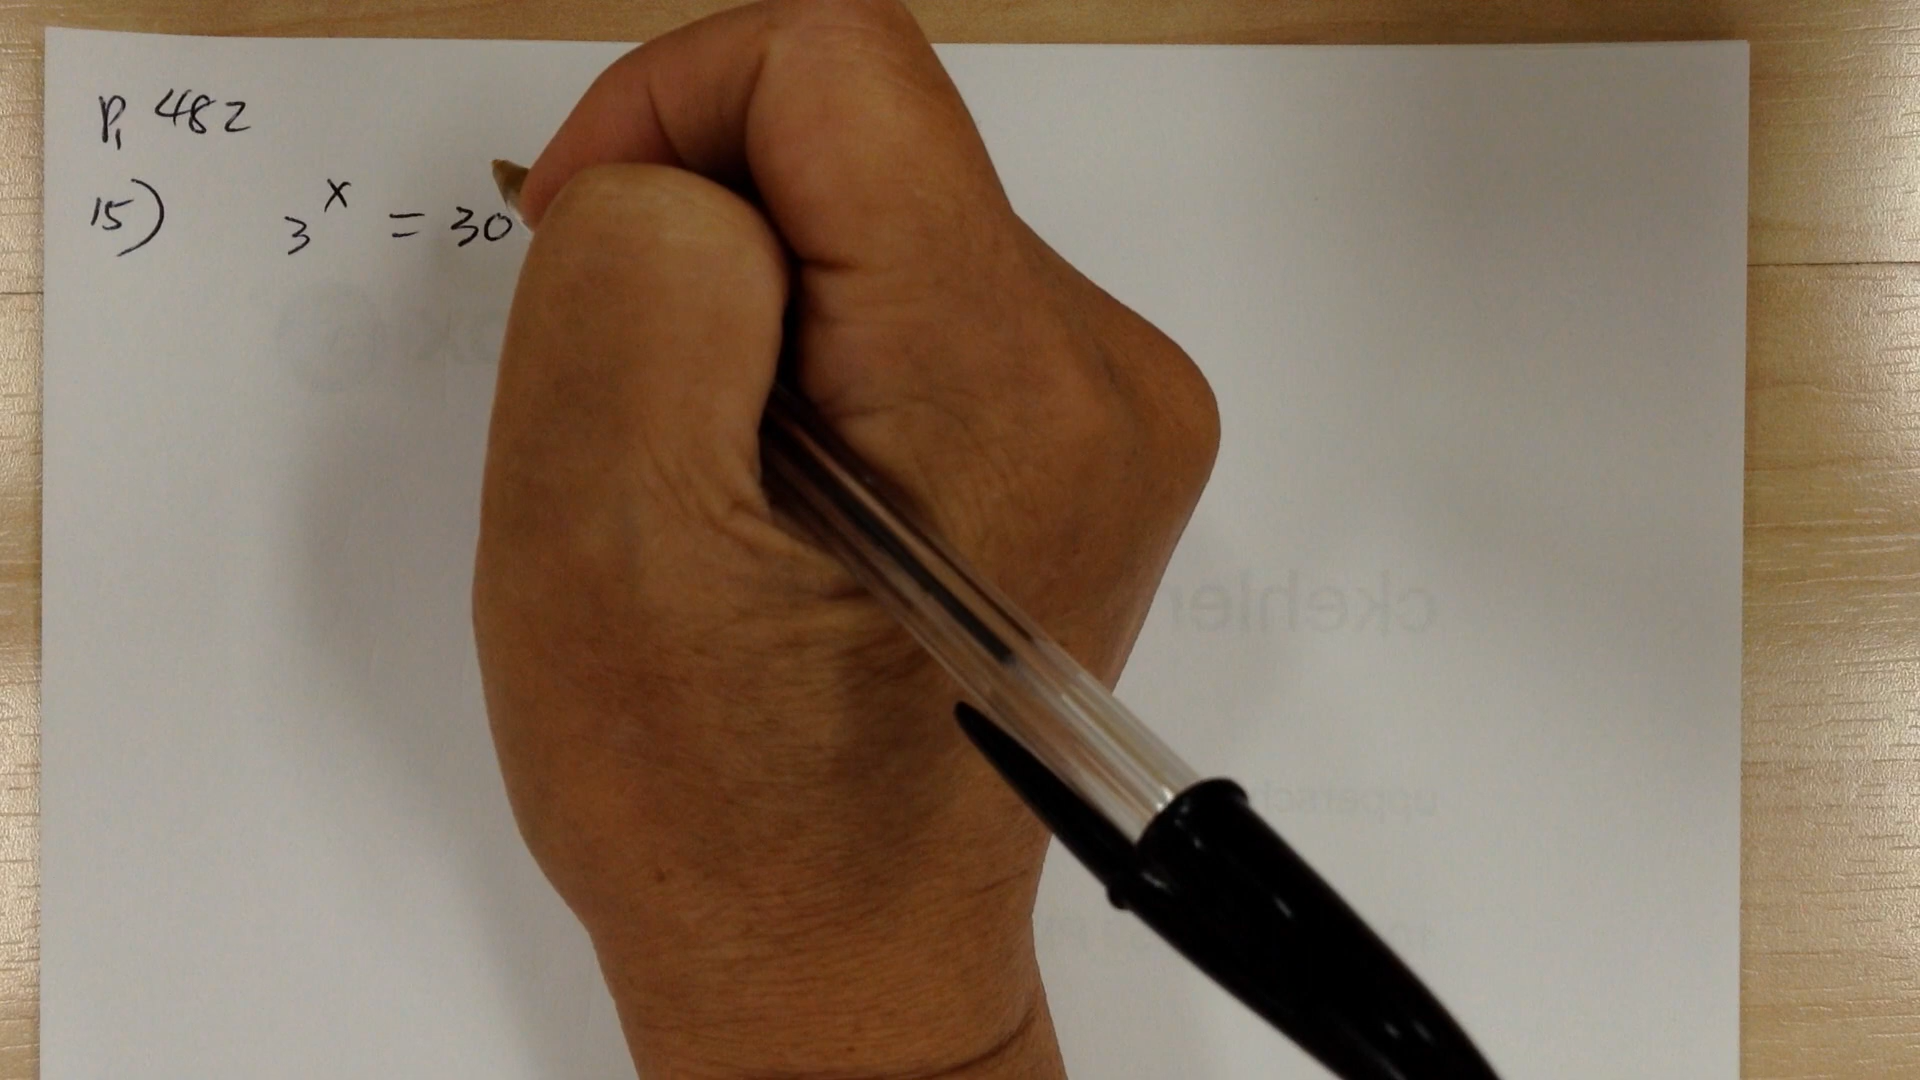 P. 482
15) 3^x = 30